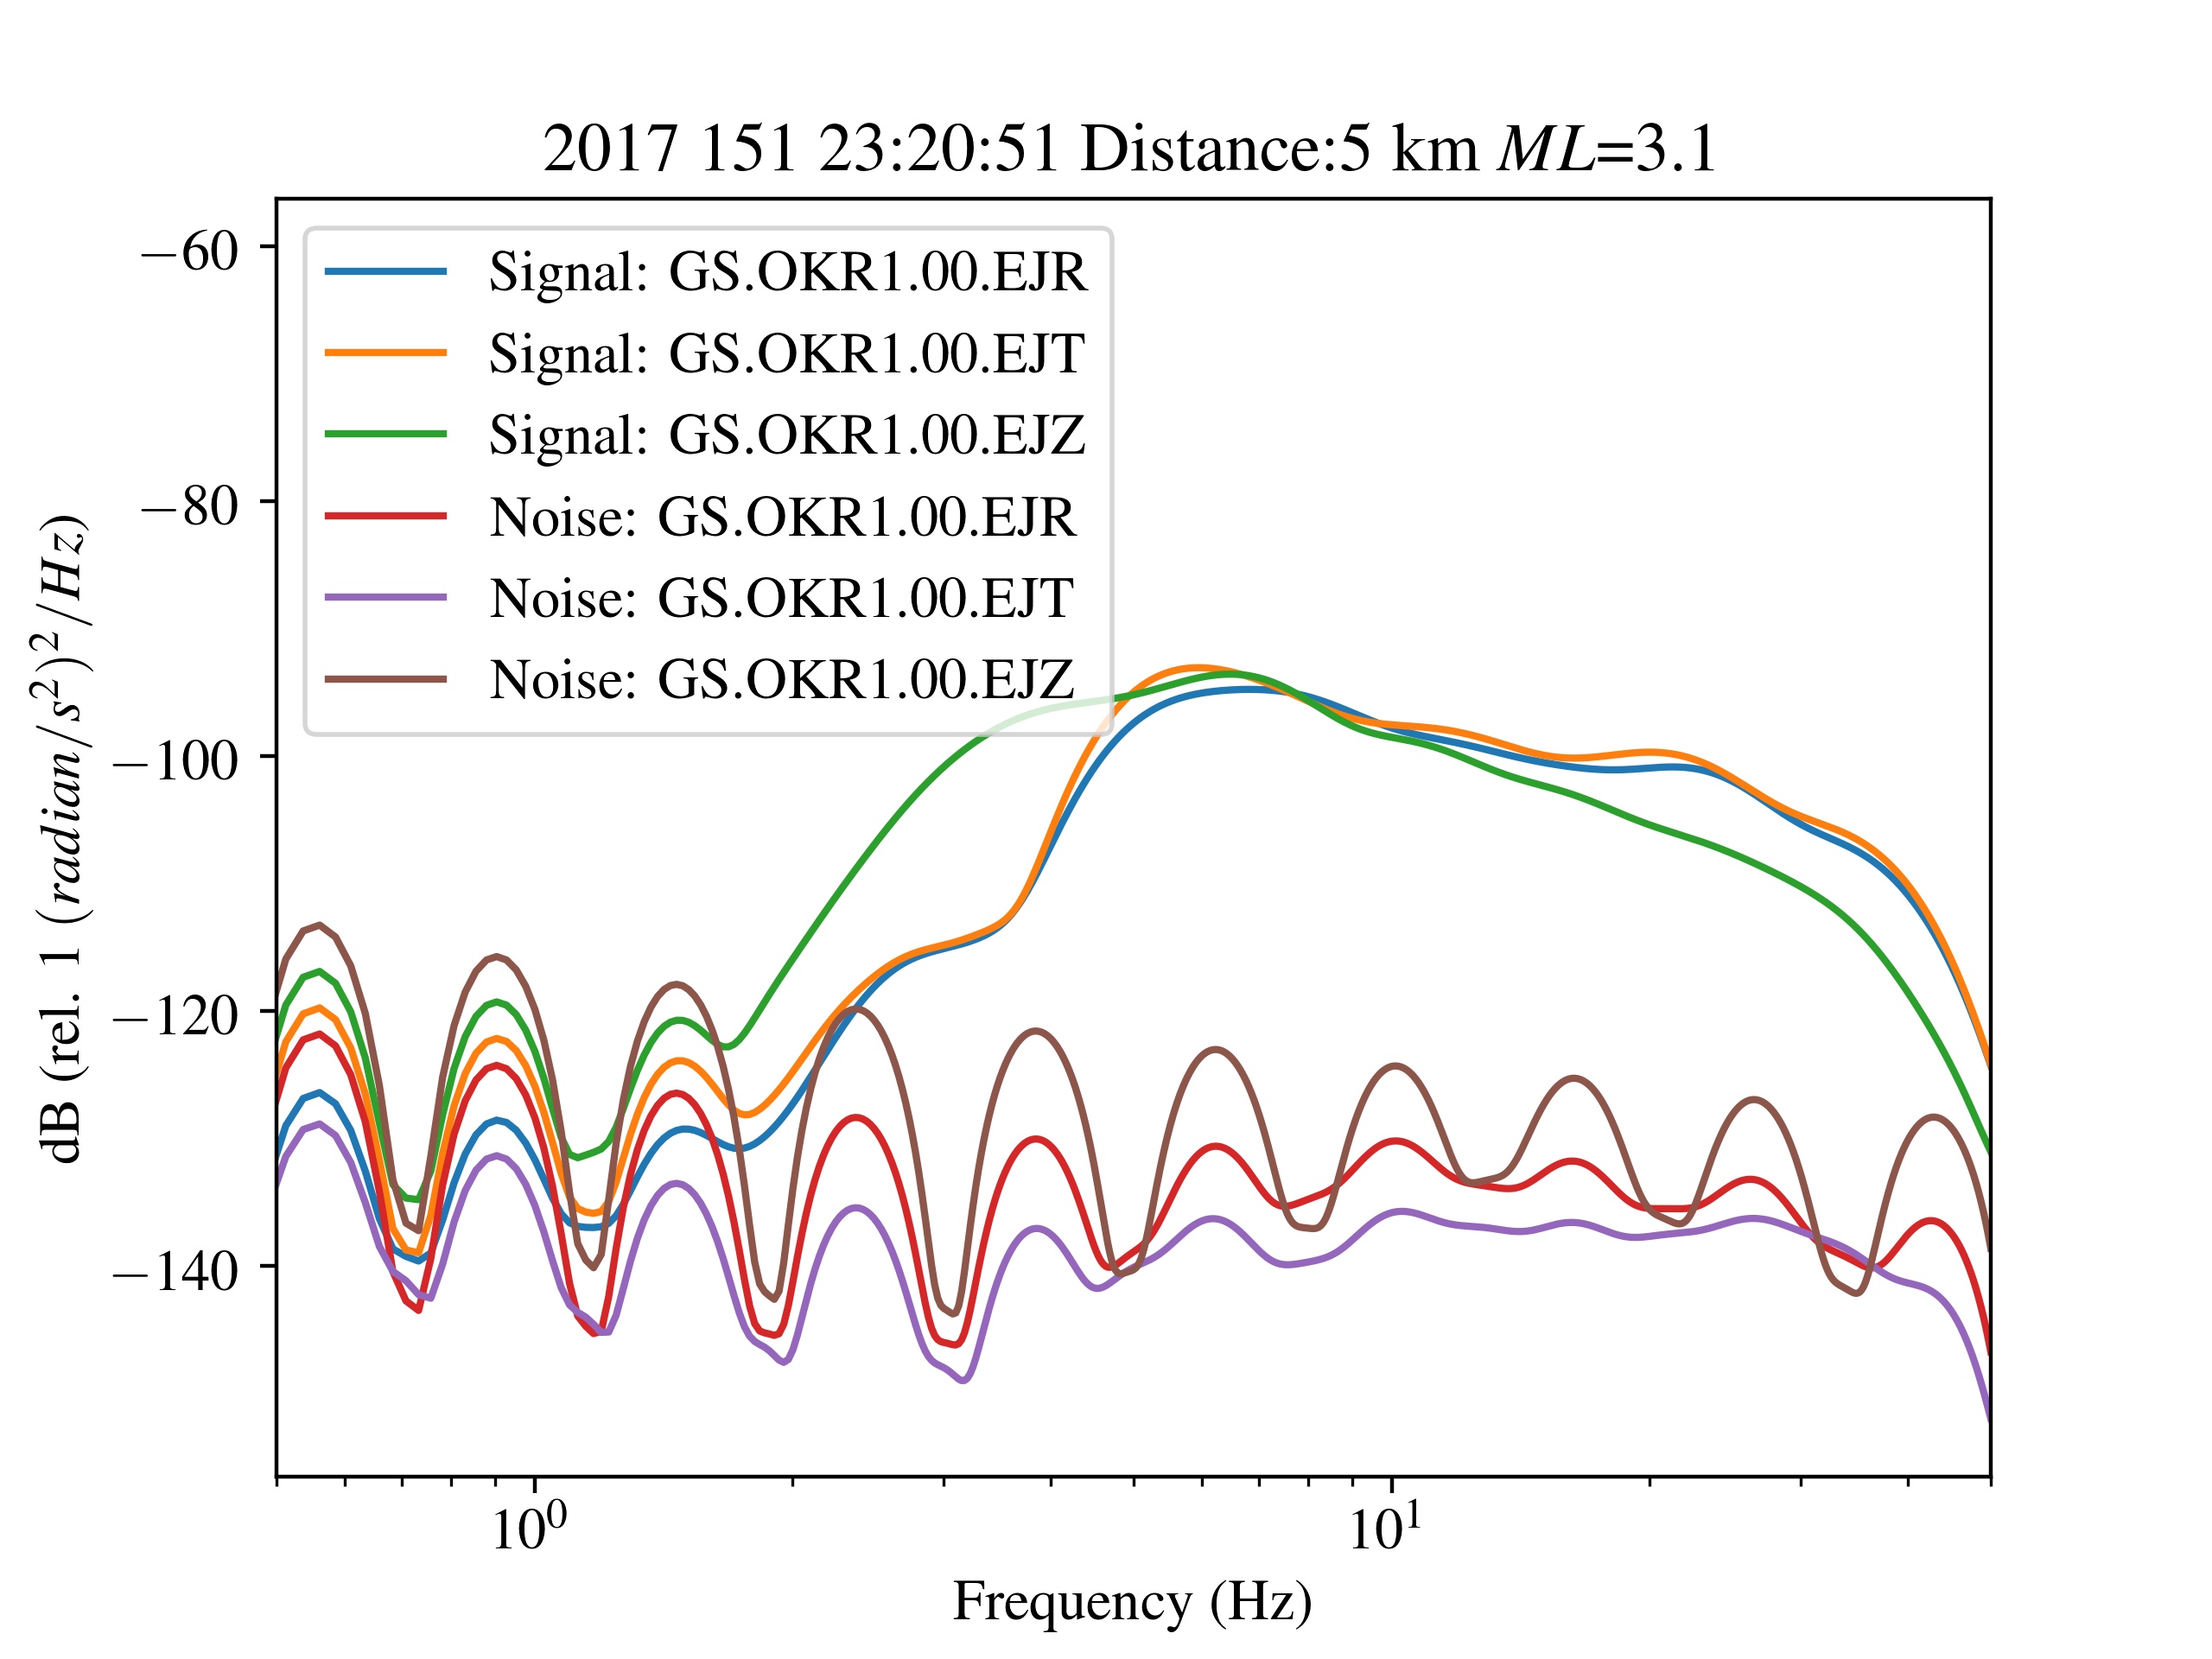 2017 151 23:20:51 Distance:5 km ML=3.1
Signal: GS.OKR1.00.EJR
Signal: GS.OKR1.00.EJT
Signal: GS.OKR1.00.EJZ
Noise: GS.OKR1.00.EJR
Noise: GS.OKR1.00.EJT
Noise: GS.OKR1.00.EJZ
−60
−80
−100
−120
−140
dB (rel. 1 (radian/s²)²/Hz)
10⁰
10¹
Frequency (Hz)